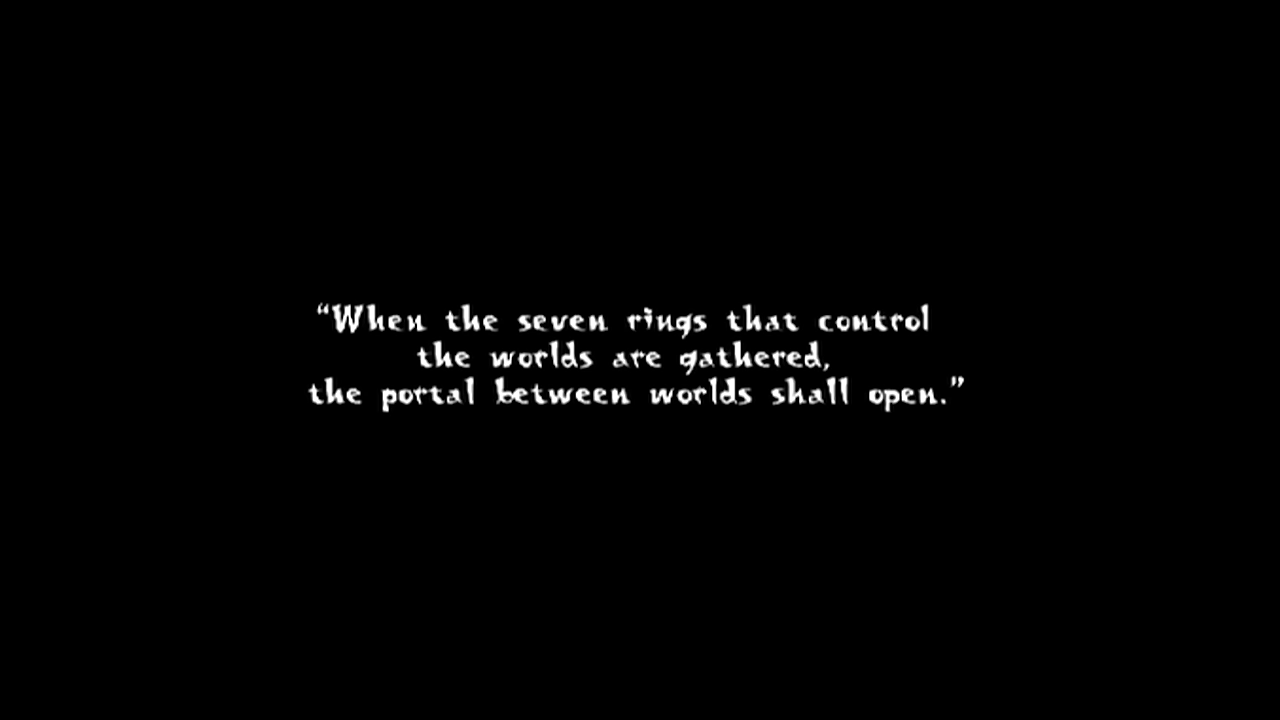 “When the seven rings that control
the worlds are gathered,
the portal between worlds shall open.”